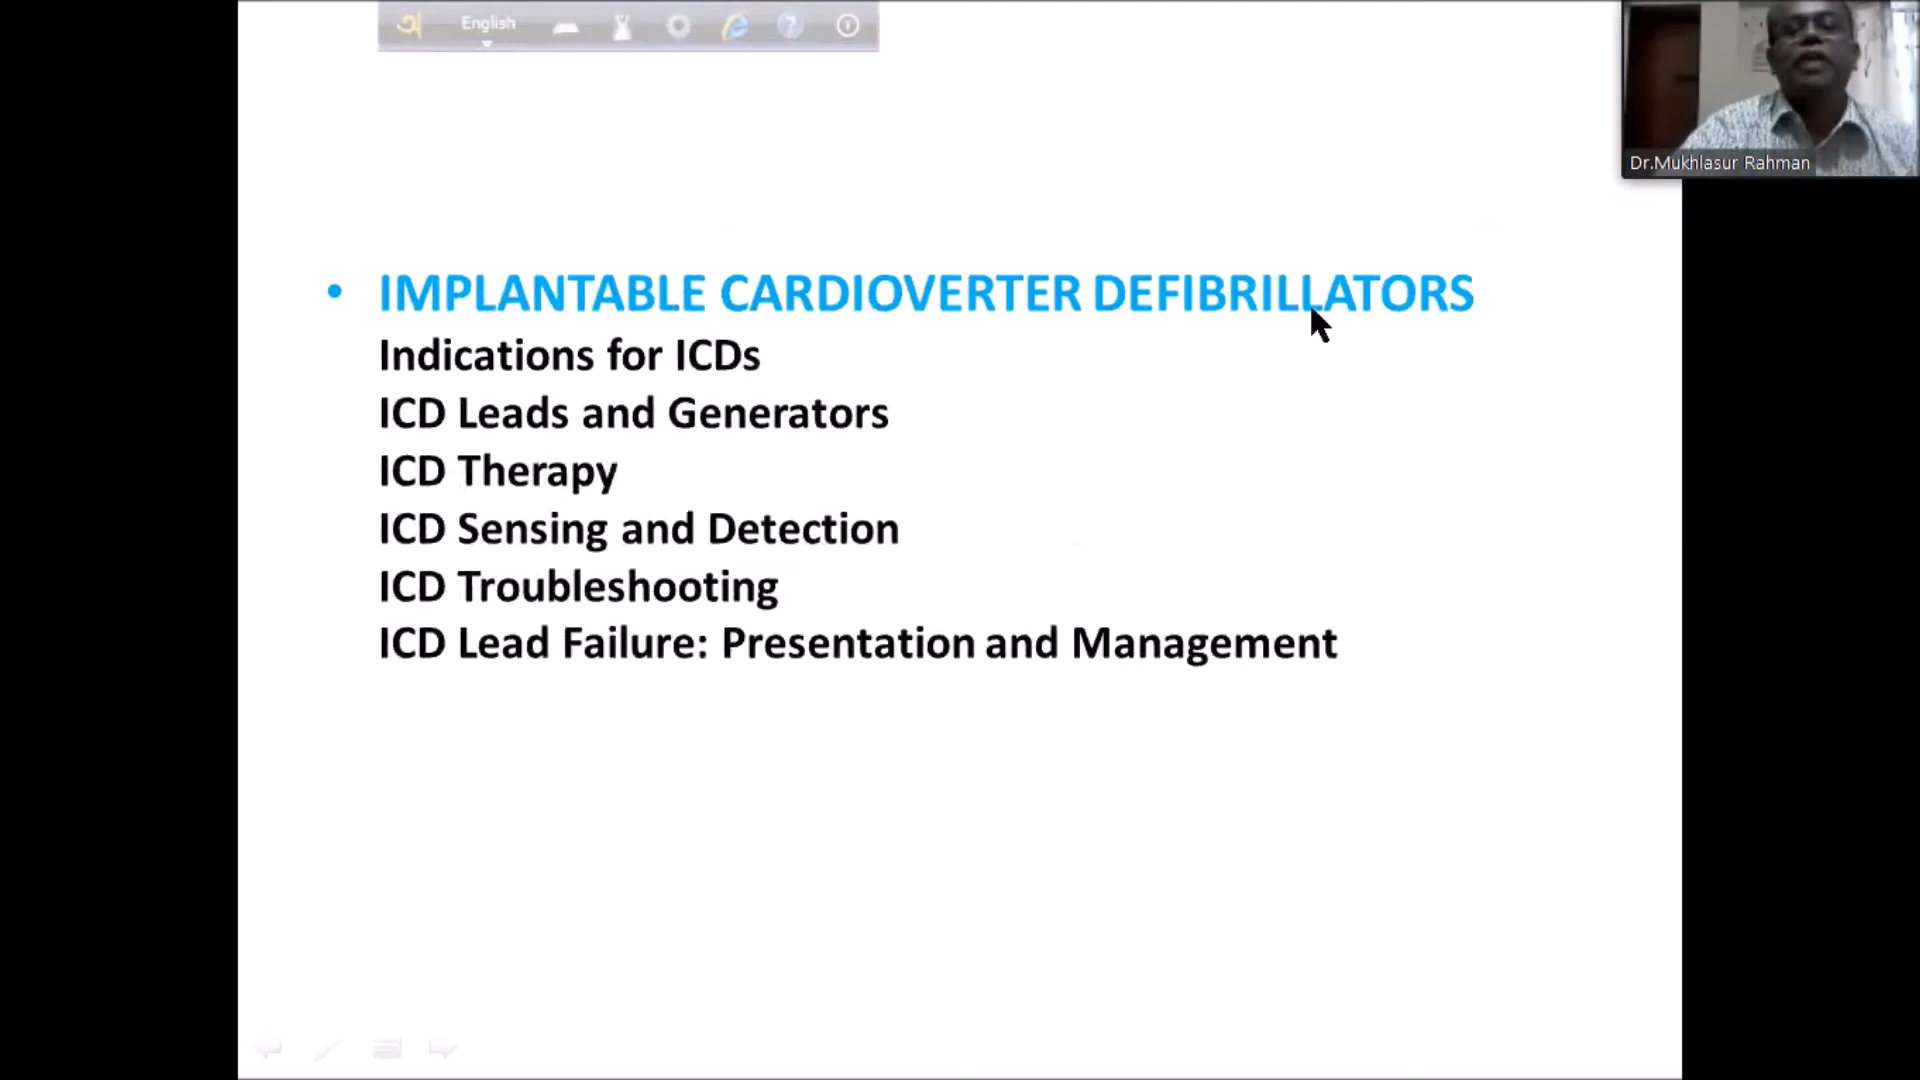 অ English
Dr.Mukhlasur Rahman
• IMPLANTABLE CARDIOVERTER DEFIBRILLATORS
Indications for ICDs
ICD Leads and Generators
ICD Therapy
ICD Sensing and Detection
ICD Troubleshooting
ICD Lead Failure: Presentation and Management